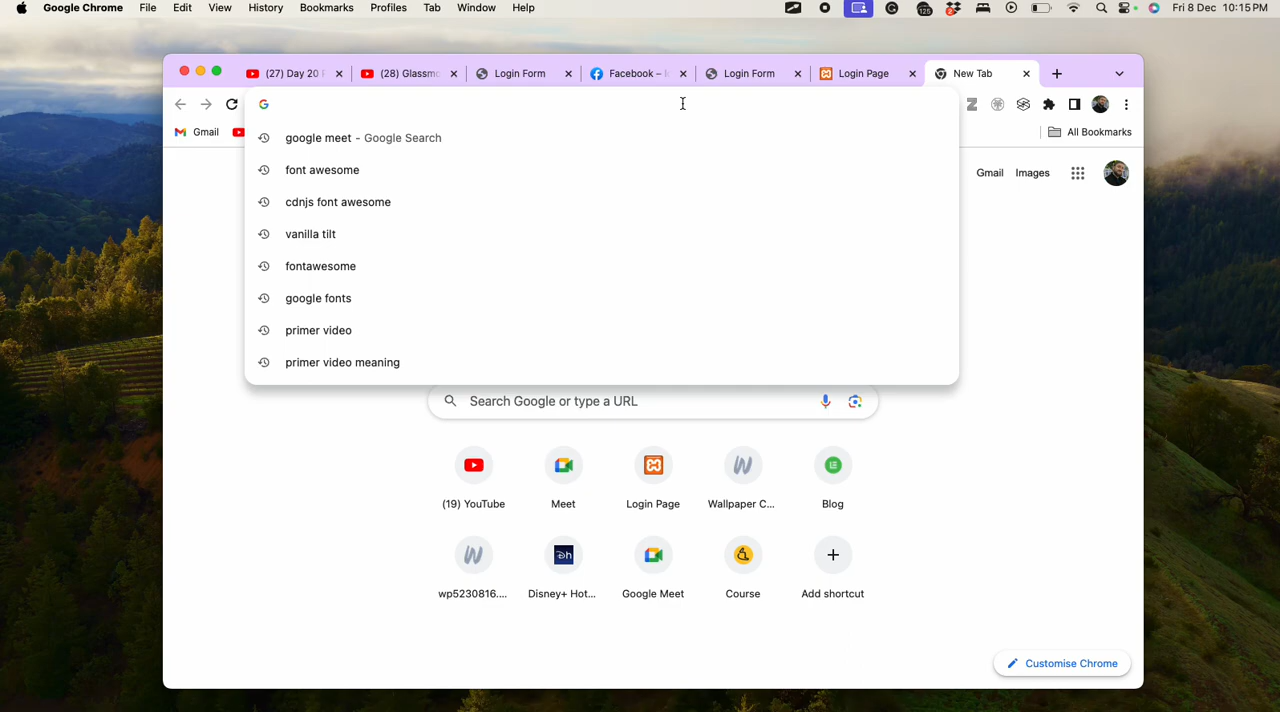 Google Chrome File Edit View History Bookmarks Profiles Tab Window Help 125 2 Fri 8 Dec 10:15 PM
(27) Day 20 (28) Glassmo Login Form Facebook – Login Form Login Page New Tab
Gmail All Bookmarks
google meet - Google Search
font awesome
cdnjs font awesome
vanilla tilt
fontawesome
google fonts
primer video
primer video meaning
Gmail Images
Search Google or type a URL
(19) YouTube Meet Login Page Wallpaper C... Blog
wp5230816.... Disney+ Hot... Google Meet Course Add shortcut
Customise Chrome